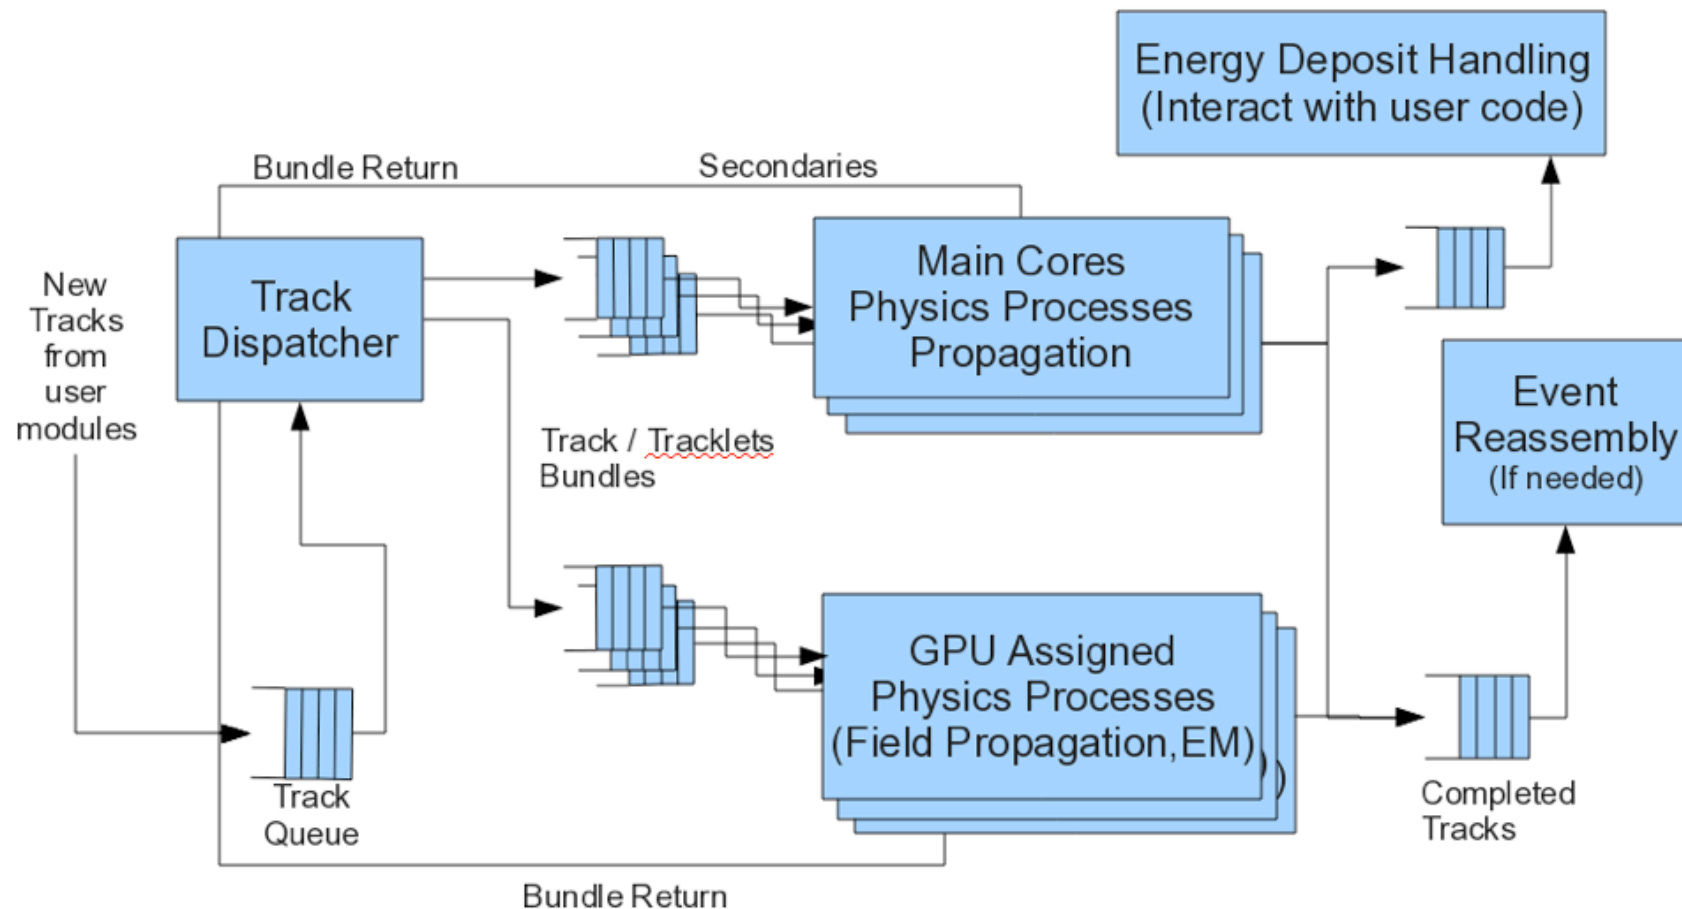 Energy Deposit Handling
(Interact with user code)
Bundle Return
Secondaries
New
Tracks
from
user
modules
Track
Dispatcher
Main Cores
Physics Processes
Propagation
Event
Reassembly
(If needed)
Track / Tracklets
Bundles
GPU Assigned
Physics Processes
(Field Propagation,EM)
)
)
Track
Queue
Completed
Tracks
Bundle Return